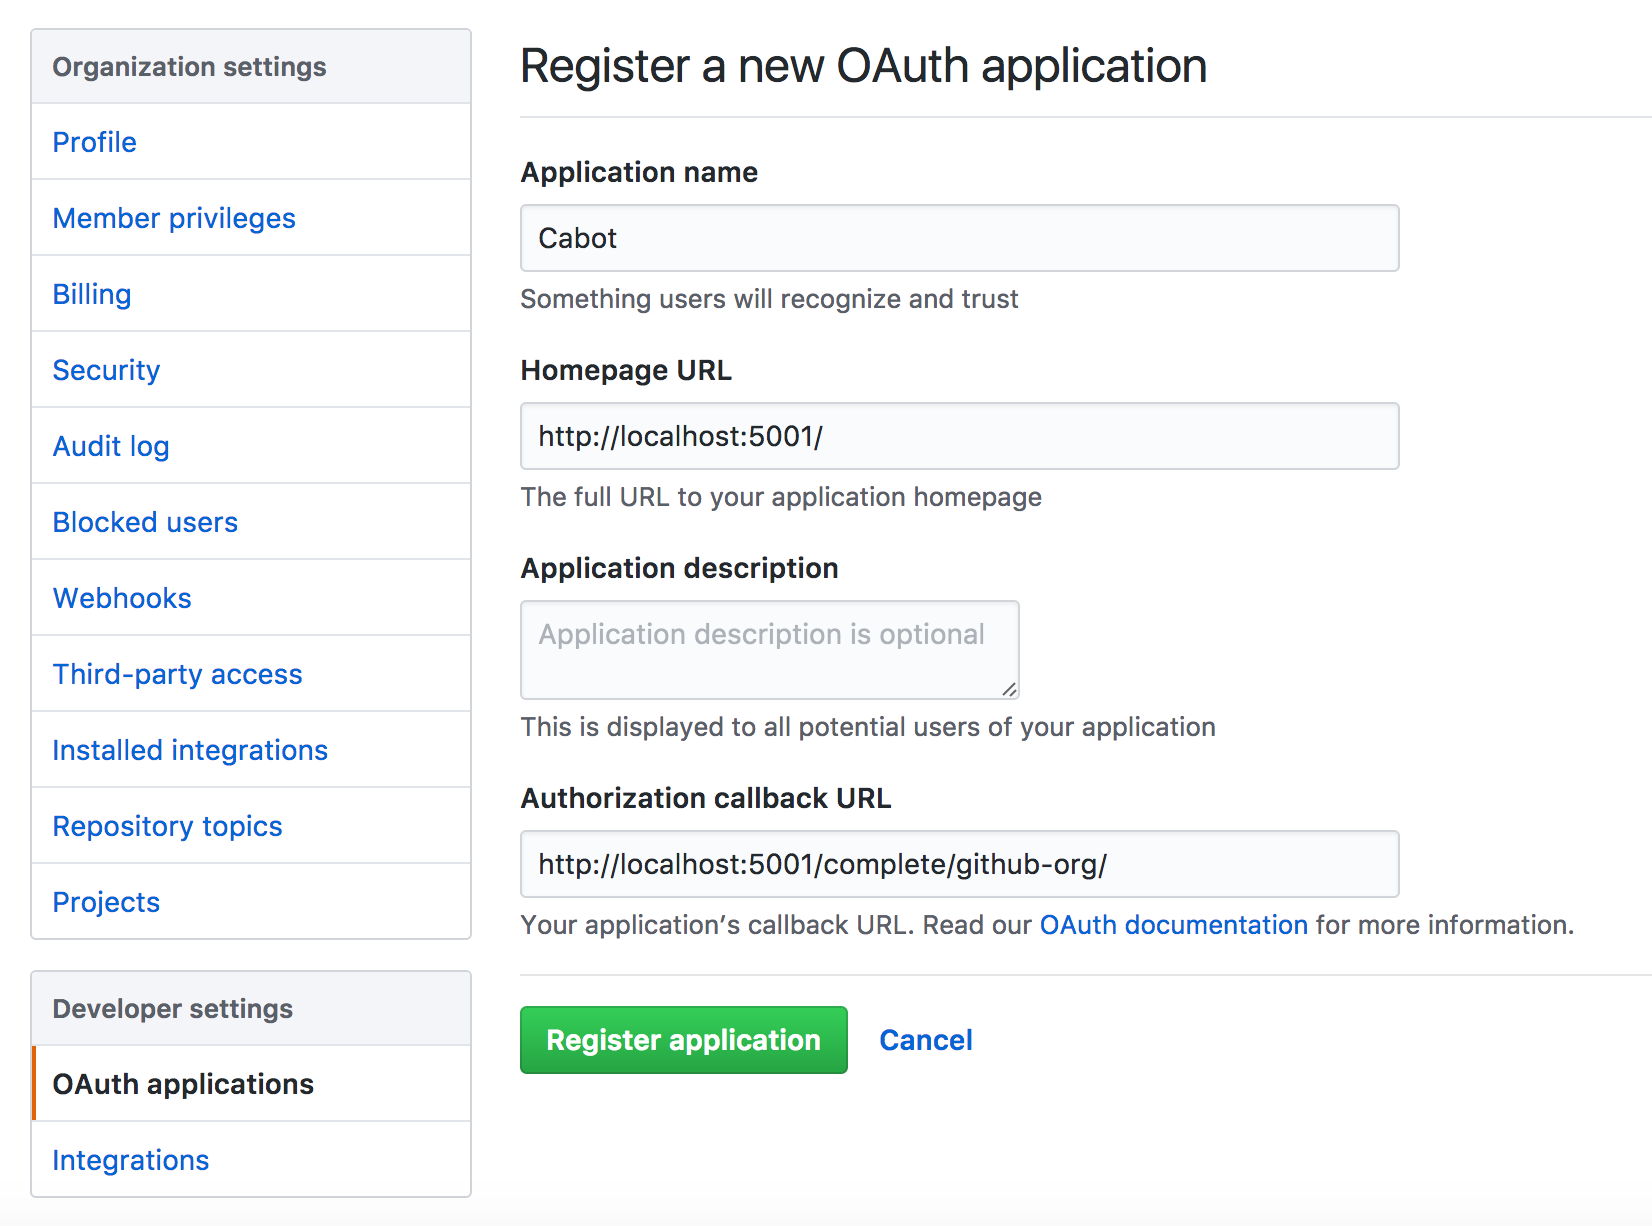 Organization settings
Profile
Member privileges
Billing
Security
Audit log
Blocked users
Webhooks
Third-party access
Installed integrations
Repository topics
Projects
Developer settings
OAuth applications
Integrations
Register a new OAuth application
Application name
Cabot
Something users will recognize and trust
Homepage URL
http://localhost:5001/
The full URL to your application homepage
Application description
Application description is optional
This is displayed to all potential users of your application
Authorization callback URL
http://localhost:5001/complete/github-org/
Your application’s callback URL. Read our OAuth documentation for more information.
Register application Cancel